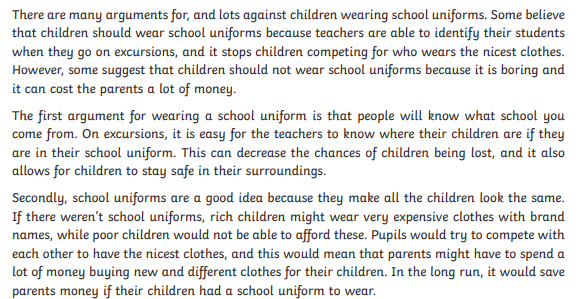 There are many arguments for, and lots against children wearing school uniforms. Some believe
that children should wear school uniforms because teachers are able to identify their students
when they go on excursions, and it stops children competing for who wears the nicest clothes.
However, some suggest that children should not wear school uniforms because it is boring and
it can cost the parents a lot of money.
The first argument for wearing a school uniform is that people will know what school you
come from. On excursions, it is easy for the teachers to know where their children are if they
are in their school uniform. This can decrease the chances of children being lost, and it also
allows for children to stay safe in their surroundings.
Secondly, school uniforms are a good idea because they make all the children look the same.
If there weren't school uniforms, rich children might wear very expensive clothes with brand
names, while poor children would not be able to afford these. Pupils would try to compete with
each other to have the nicest clothes, and this would mean that parents might have to spend a
lot of money buying new and different clothes for their children. In the long run, it would save
parents money if their children had a school uniform to wear.